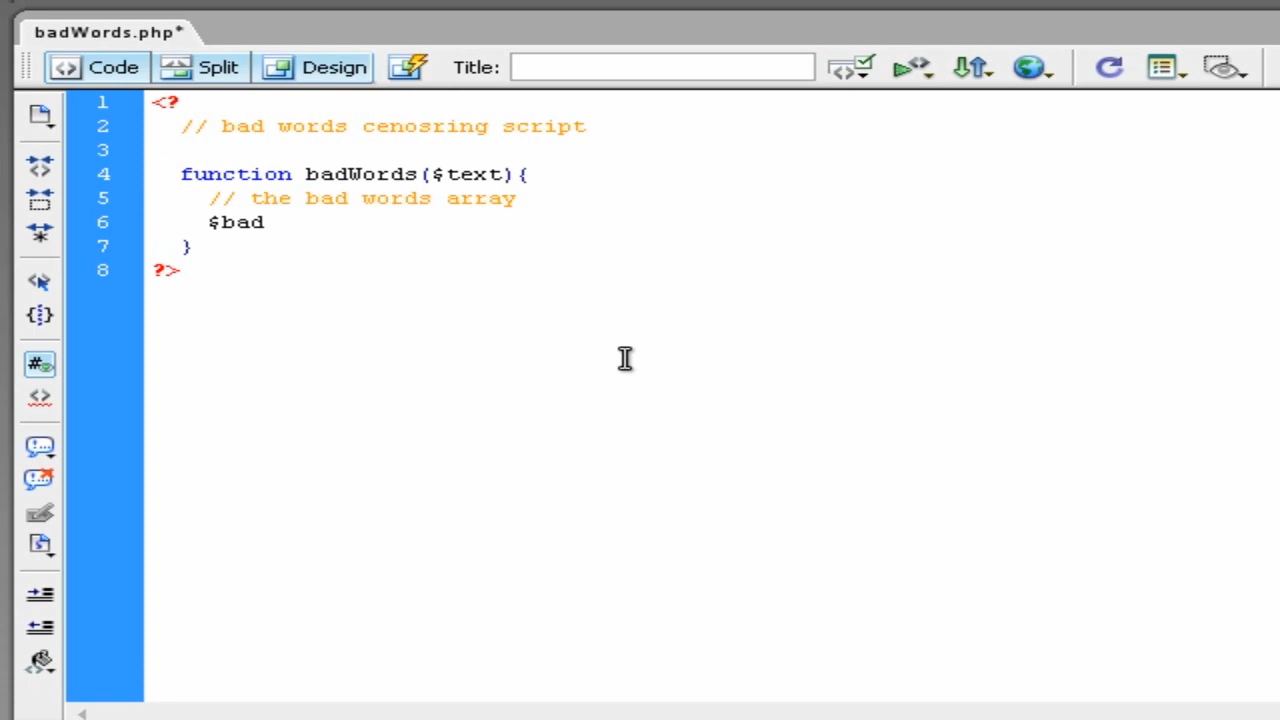 badWords.php*
Code Split Design Title:
1 <?
2 // bad words cenosring script
3
4 function badWords($text){
5 // the bad words array
6 $bad
7 }
8 ?>